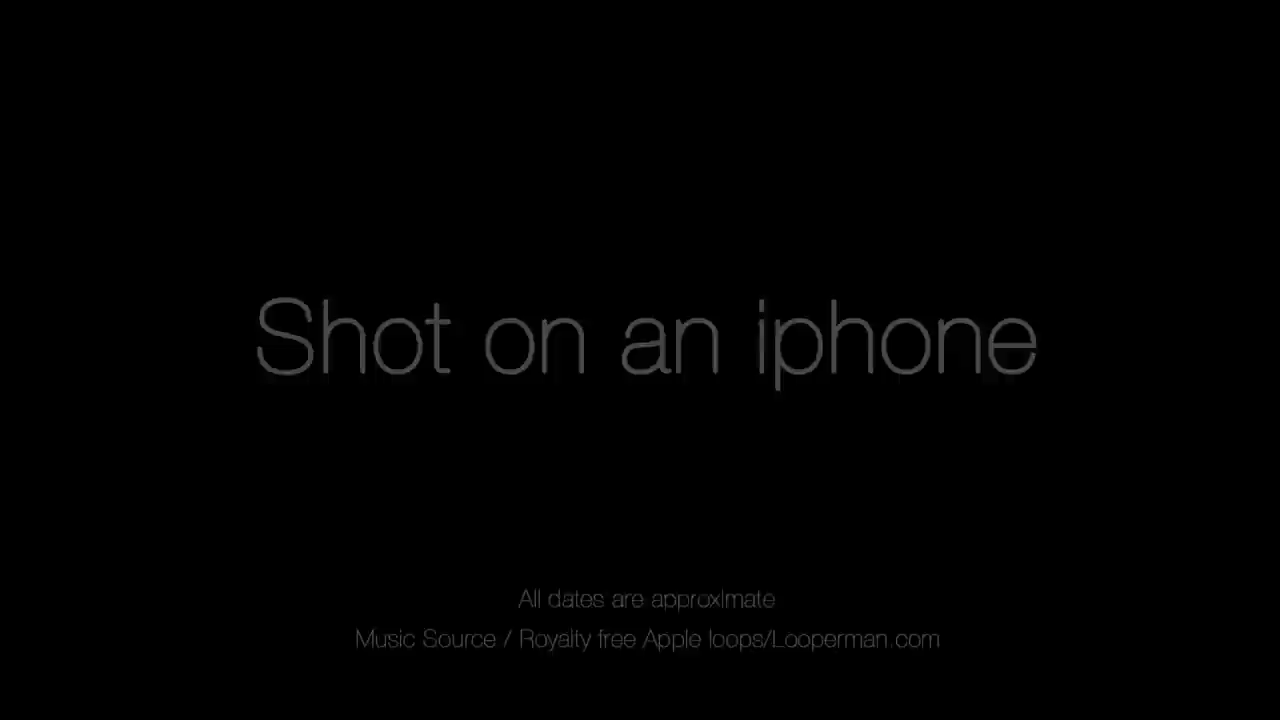 Shot on an iphone
All dates are approximate
Music Source / Royalty free Apple loops/Looperman.com